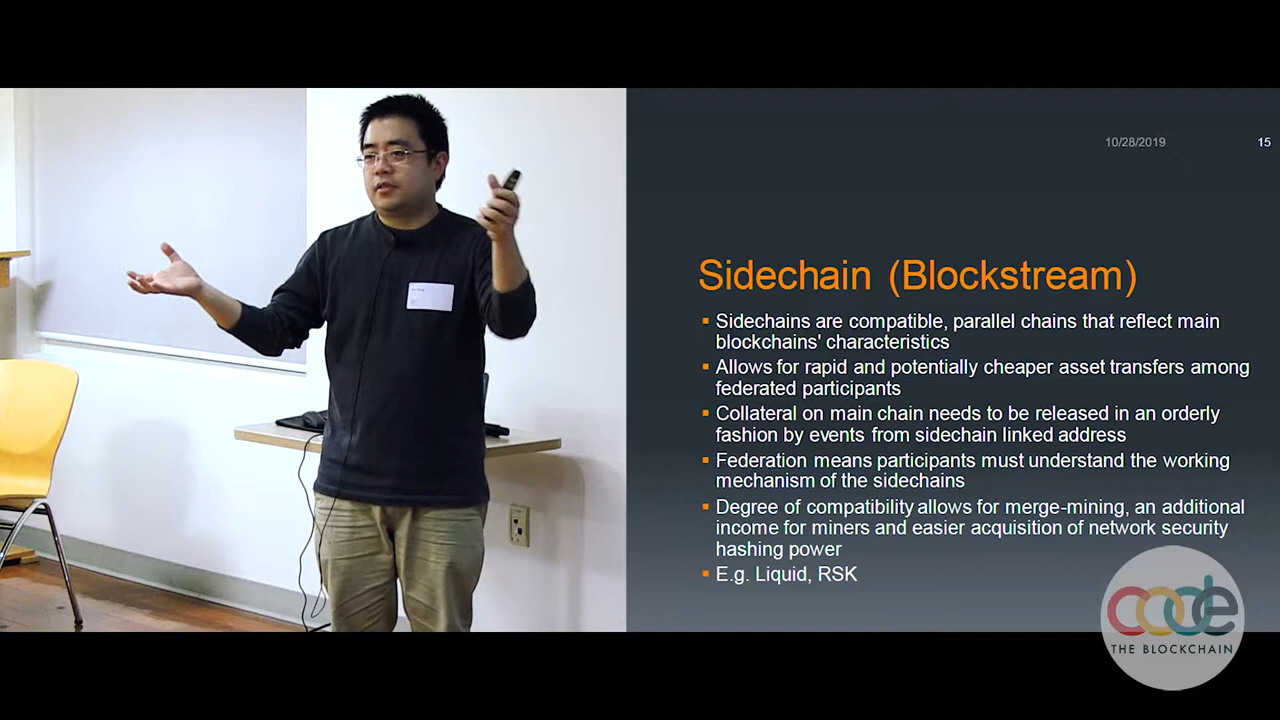 10/28/2019
15
Sidechain (Blockstream)
▪ Sidechains are compatible, parallel chains that reflect main
blockchains' characteristics
▪ Allows for rapid and potentially cheaper asset transfers among
federated participants
▪ Collateral on main chain needs to be released in an orderly
fashion by events from sidechain linked address
▪ Federation means participants must understand the working
mechanism of the sidechains
▪ Degree of compatibility allows for merge-mining, an additional
income for miners and easier acquisition of network security
hashing power
▪ E.g. Liquid, RSK
code
THE BLOCKCHAIN